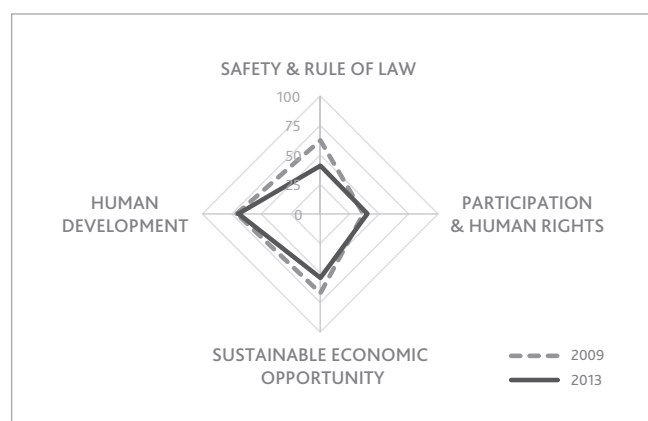 SAFETY & RULE OF LAW
100
75
50
25
0
HUMAN
DEVELOPMENT
PARTICIPATION
& HUMAN RIGHTS
SUSTAINABLE ECONOMIC
OPPORTUNITY
2009
2013